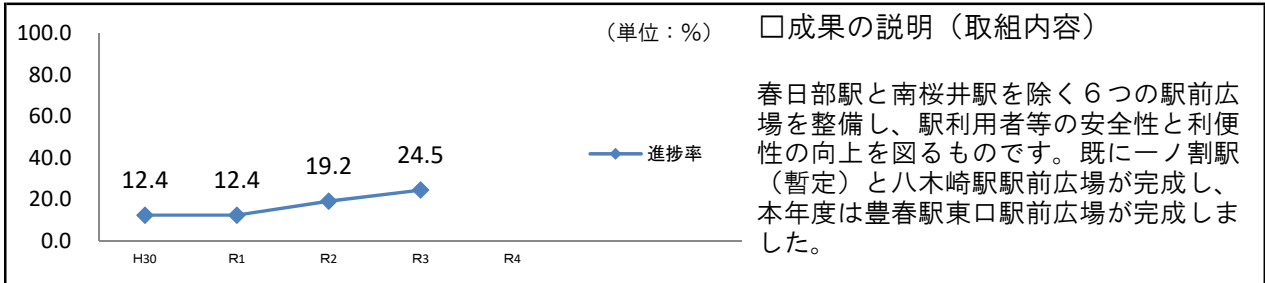 100.0
80.0
60.0
40.0
20.0
0.0
（単位：％）
12.4
12.4
19.2
24.5
進捗率
H30
R1
R2
R3
R4
□成果の説明（取組内容）
春日部駅と南桜井駅を除く６つの駅前広
場を整備し、駅利用者等の安全性と利便
性の向上を図るものです。既に一ノ割駅
（暫定）と八木崎駅駅前広場が完成し、
本年度は豊春駅東口駅前広場が完成しま
した。